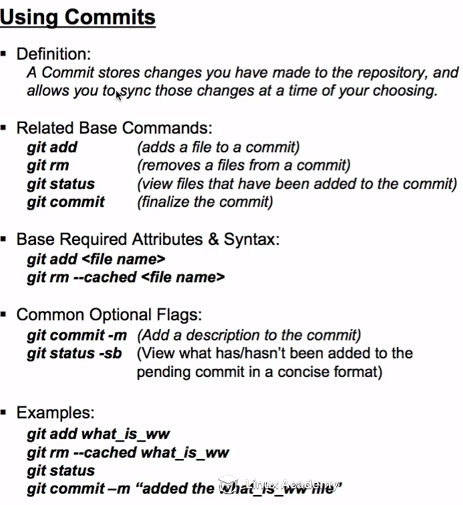 Using Commits
▪ Definition:
A Commit stores changes you have made to the repository, and
allows you to sync those changes at a time of your choosing.
▪ Related Base Commands:
git add (adds a file to a commit)
git rm (removes a files from a commit)
git status (view files that have been added to the commit)
git commit (finalize the commit)
▪ Base Required Attributes & Syntax:
git add <file name>
git rm --cached <file name>
▪ Common Optional Flags:
git commit -m (Add a description to the commit)
git status -sb (View what has/hasn't been added to the
pending commit in a concise format)
▪ Examples:
git add what_is_ww
git rm --cached what_is_ww
git status
git commit –m “added the what_is_ww file”
Linux Academy